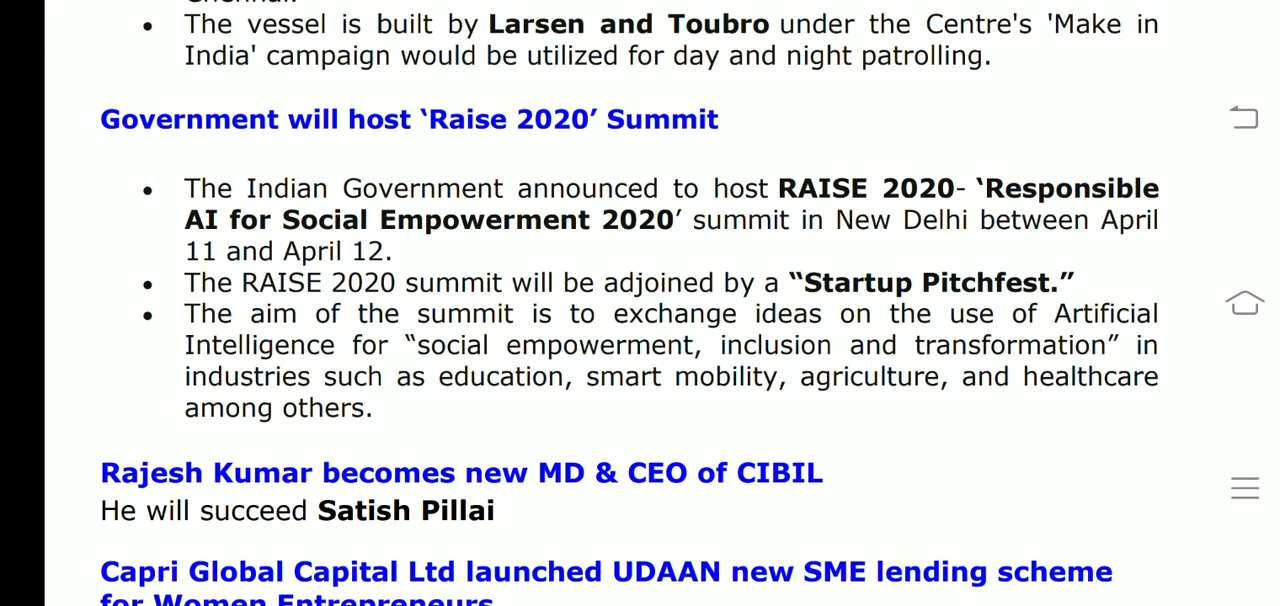 • The vessel is built by Larsen and Toubro under the Centre's 'Make in
India' campaign would be utilized for day and night patrolling.
Government will host ‘Raise 2020’ Summit
• The Indian Government announced to host RAISE 2020- ‘Responsible
AI for Social Empowerment 2020’ summit in New Delhi between April
11 and April 12.
• The RAISE 2020 summit will be adjoined by a “Startup Pitchfest.”
• The aim of the summit is to exchange ideas on the use of Artificial
Intelligence for “social empowerment, inclusion and transformation” in
industries such as education, smart mobility, agriculture, and healthcare
among others.
Rajesh Kumar becomes new MD & CEO of CIBIL
He will succeed Satish Pillai
Capri Global Capital Ltd launched UDAAN new SME lending scheme
for Women Entrepreneurs